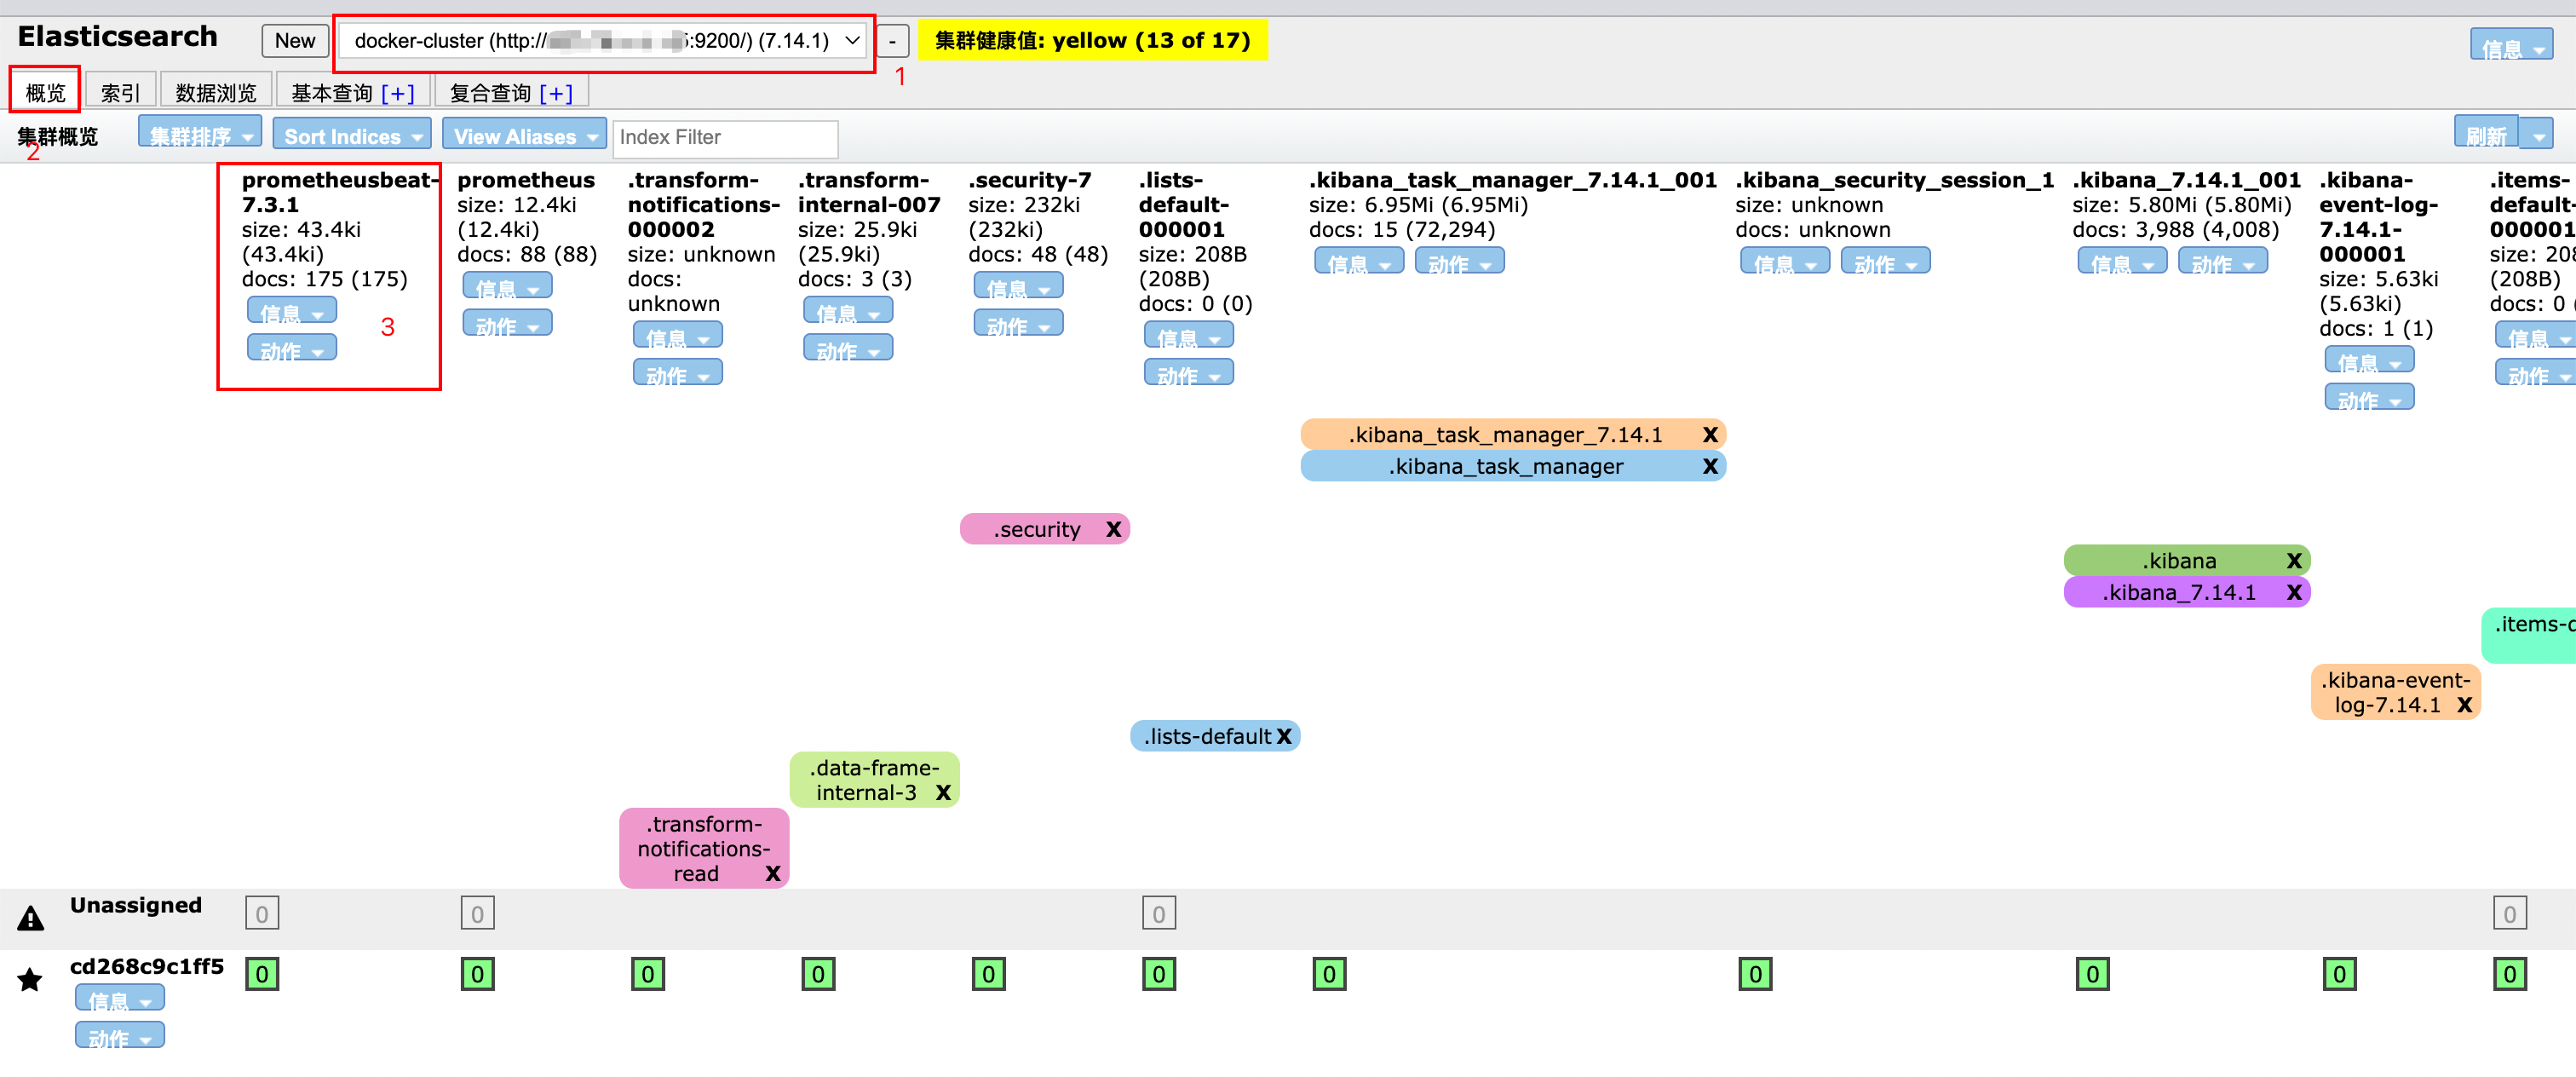 Elasticsearch
New
docker-cluster (http:// 5:9200/) (7.14.1)
-
集群健康值: yellow (13 of 17)
信息
1
概览
索引
数据浏览
基本查询 [+]
复合查询 [+]
集群概览
2
集群排序
Sort Indices
View Aliases
Index Filter
刷新
prometheusbeat-
7.3.1
size: 43.4ki
(43.4ki)
docs: 175 (175)
信息
动作
3
prometheus
size: 12.4ki
(12.4ki)
docs: 88 (88)
信息
动作
.transform-
notifications-
000002
size: unknown
docs:
unknown
信息
动作
.transform-
internal-007
size: 25.9ki
(25.9ki)
docs: 3 (3)
信息
动作
.security-7
size: 232ki
(232ki)
docs: 48 (48)
信息
动作
.lists-
default-
000001
size: 208B
(208B)
docs: 0 (0)
信息
动作
.kibana_task_manager_7.14.1_001
size: 6.95Mi (6.95Mi)
docs: 15 (72,294)
信息
动作
.kibana_security_session_1
size: unknown
docs: unknown
信息
动作
.kibana_7.14.1_001
size: 5.80Mi (5.80Mi)
docs: 3,988 (4,008)
信息
动作
.kibana-
event-log-
7.14.1-
000001
size: 5.63ki
(5.63ki)
docs: 1 (1)
信息
动作
.items-
default-
000001
size: 208
(208B)
docs: 0 (
信息
动作
.kibana_task_manager_7.14.1 X
.kibana_task_manager X
.security X
.kibana X
.kibana_7.14.1 X
.items-d
.kibana-event-
log-7.14.1 X
.lists-default X
.data-frame-
internal-3 X
.transform-
notifications-
read X
Unassigned
0 0 0 0
cd268c9c1ff5
0 0 0 0 0 0 0 0 0 0 0
信息
动作